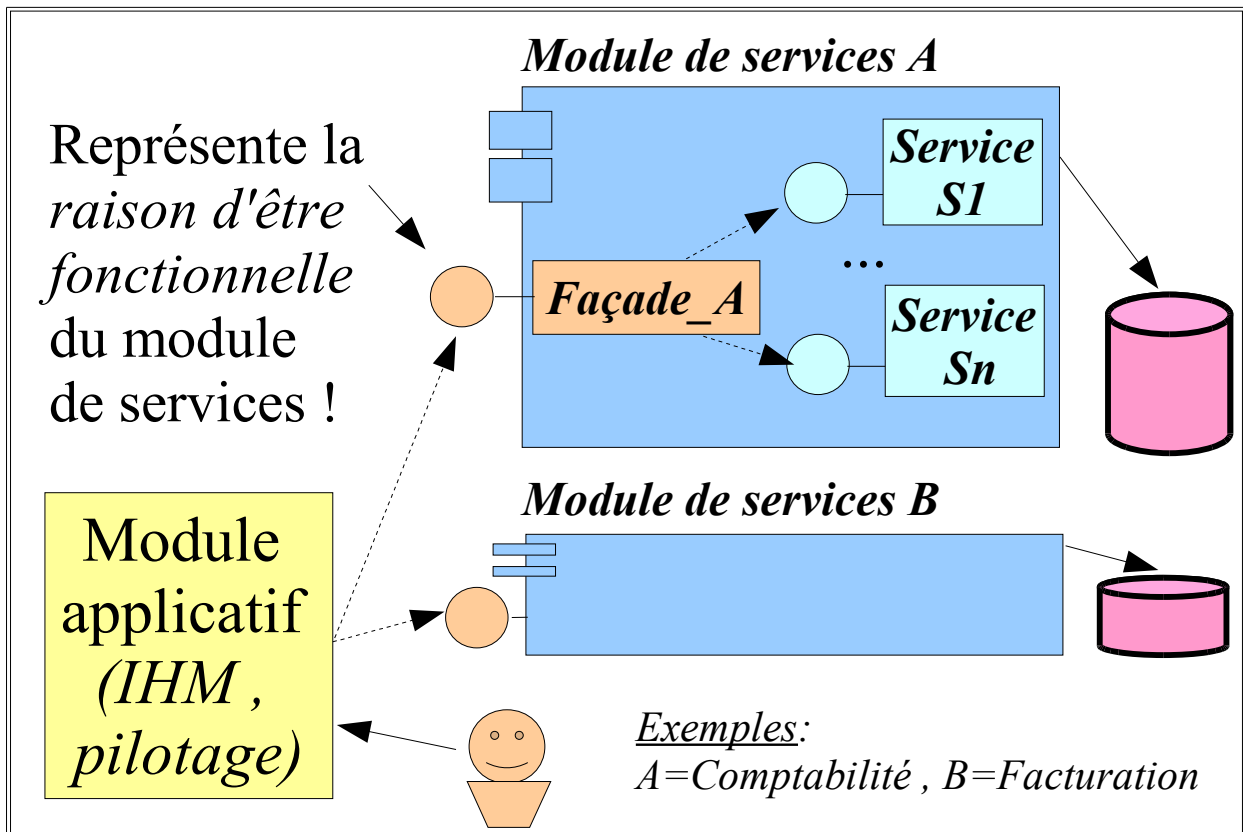 Module de services A
Représente la
raison d'être
fonctionnelle
du module
de services !
Service
S1
...
Façade_A
Service
Sn
Module de services B
Module
applicatif
(IHM ,
pilotage)
Exemples:
A=Comptabilité , B=Facturation